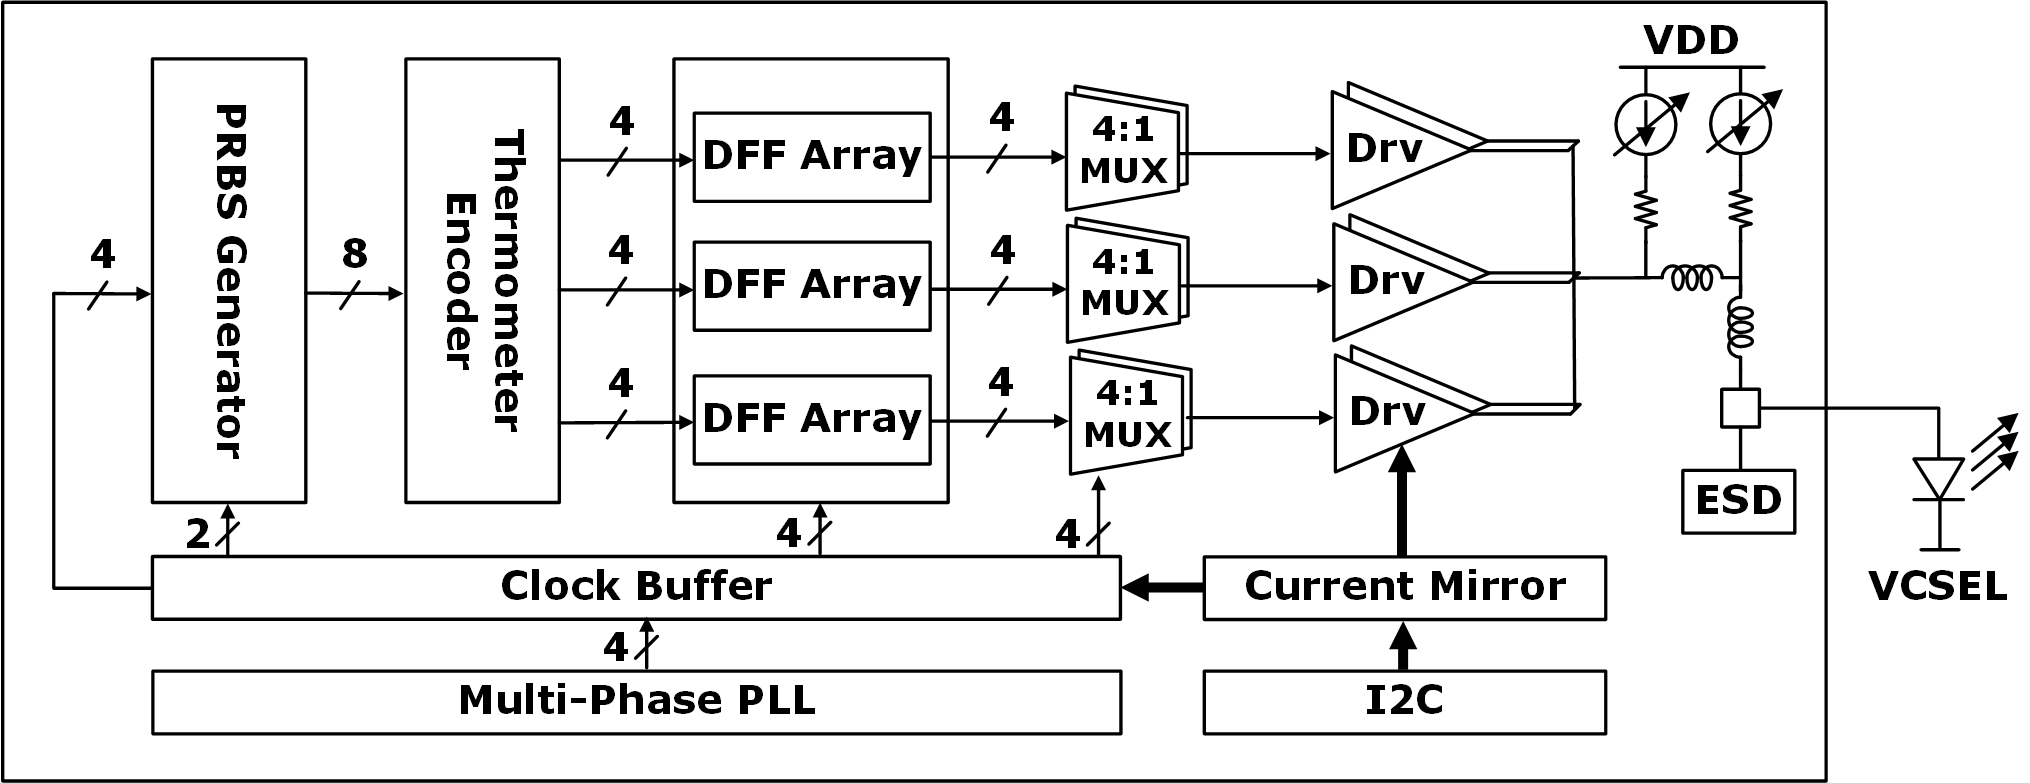 VDD
PRBS Generator
Thermometer
Encoder
4
8
4
4
4
DFF Array
DFF Array
DFF Array
4
4
4
4:1
MUX
4:1
MUX
4:1
MUX
Drv
Drv
Drv
ESD
VCSEL
2
4
4
Clock Buffer
Current Mirror
4
Multi-Phase PLL
I2C